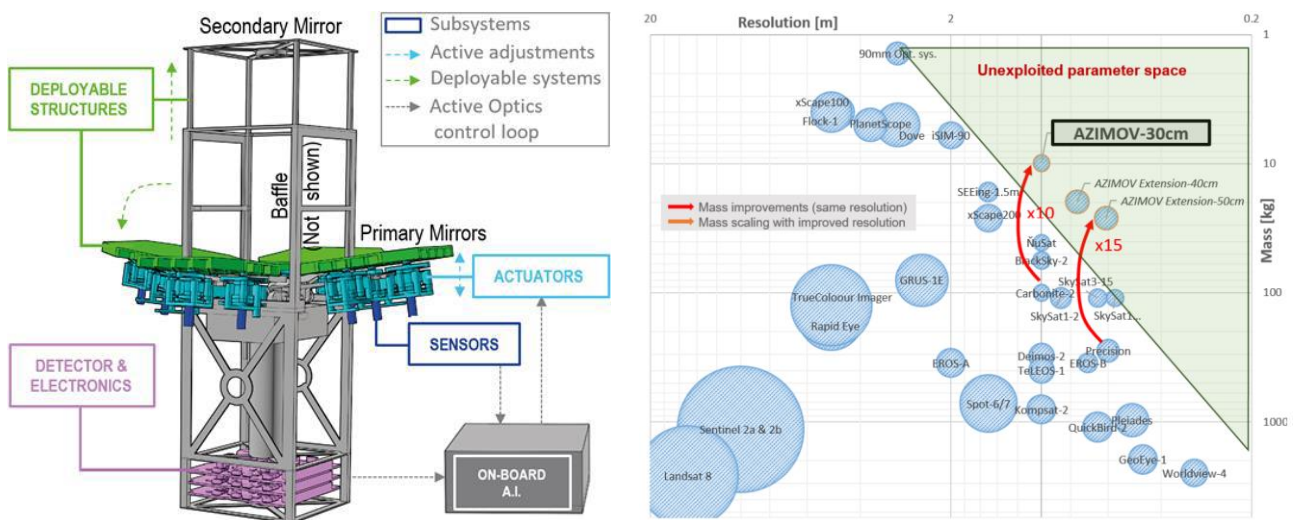 Secondary Mirror
Subsystems
Active adjustments
Deployable systems
Active Optics
control loop
DEPLOYABLE
STRUCTURES
Baffle
(Not shown)
Primary Mirrors
ACTUATORS
SENSORS
DETECTOR &
ELECTRONICS
ON-BOARD
A.I.
20
Resolution [m]
2
0.2
1
90mm Opt. sys.
Unexploited parameter space
xScape100
Flock-1
PlanetScope
Dove
iSIM-90
AZIMOV-30cm
10
SEEing-1.5m
AZIMOV Extension-40cm
AZIMOV Extension-50cm
Mass improvements (same resolution)
Mass scaling with improved resolution
xScape200
x10
x15
Mass [kg]
ÑuSat
BlackSky-2
GRUS-1E
SkySat3-15
TrueColour Imager
Carbonite-2
100
SkySat1-2
SkySat1...
Rapid Eye
Precision
Deimos-2
EROS-A
EROS-B
TeLEOS-1
Spot-6/7
Kompsat-2
Pleiades
QuickBird-2
1000
Sentinel 2a & 2b
GeoEye-1
Landsat 8
Worldview-4